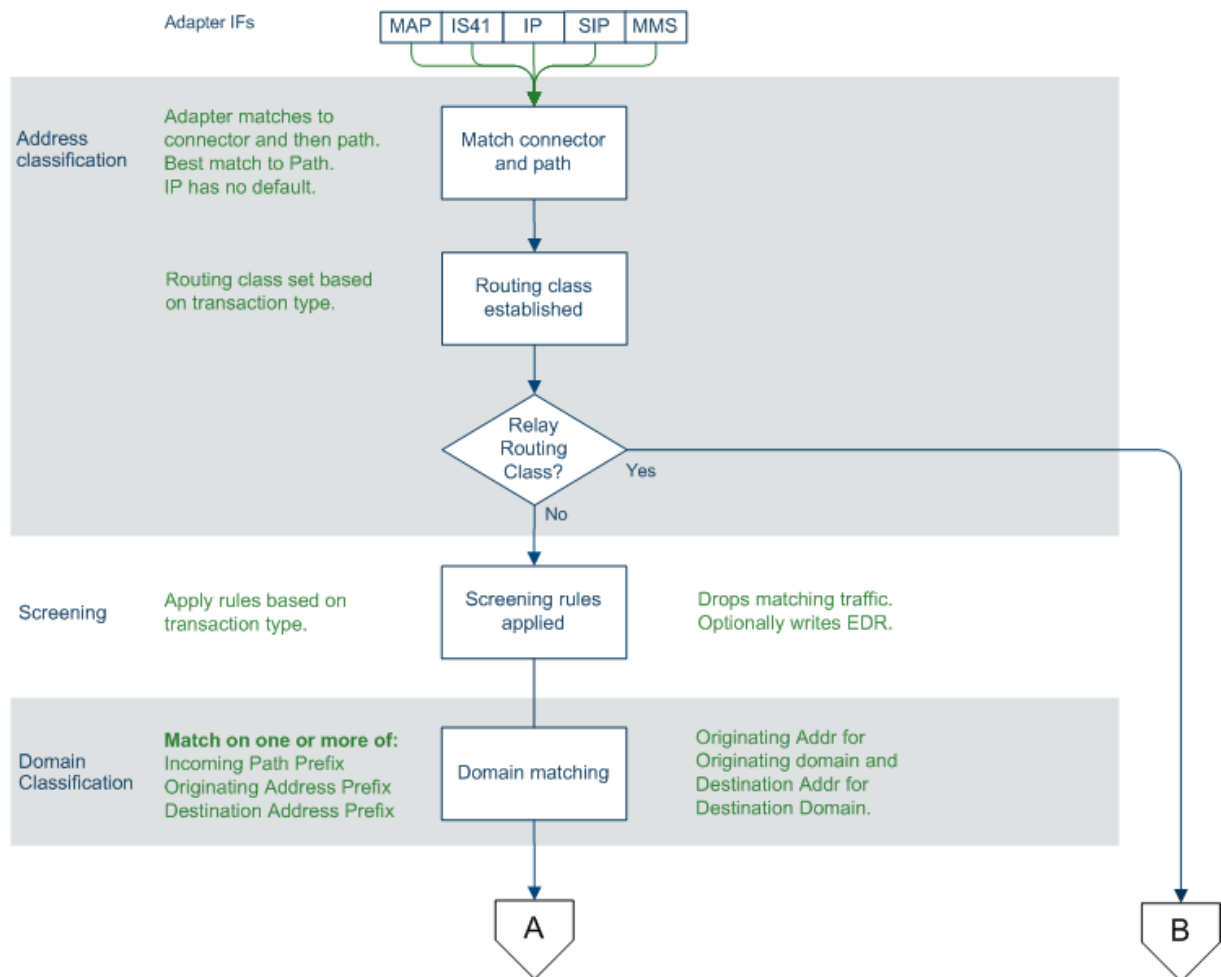 Adapter IFs
MAP IS41 IP SIP MMS
Address
classification
Adapter matches to
connector and then path.
Best match to Path.
IP has no default.
Match connector
and path
Routing class set based
on transaction type.
Routing class
established
Relay
Routing
Class?
Yes
No
Screening
Apply rules based on
transaction type.
Screening rules
applied
Drops matching traffic.
Optionally writes EDR.
Domain
Classification
Match on one or more of:
Incoming Path Prefix
Originating Address Prefix
Destination Address Prefix
Domain matching
Originating Addr for
Originating domain and
Destination Addr for
Destination Domain.
A
B